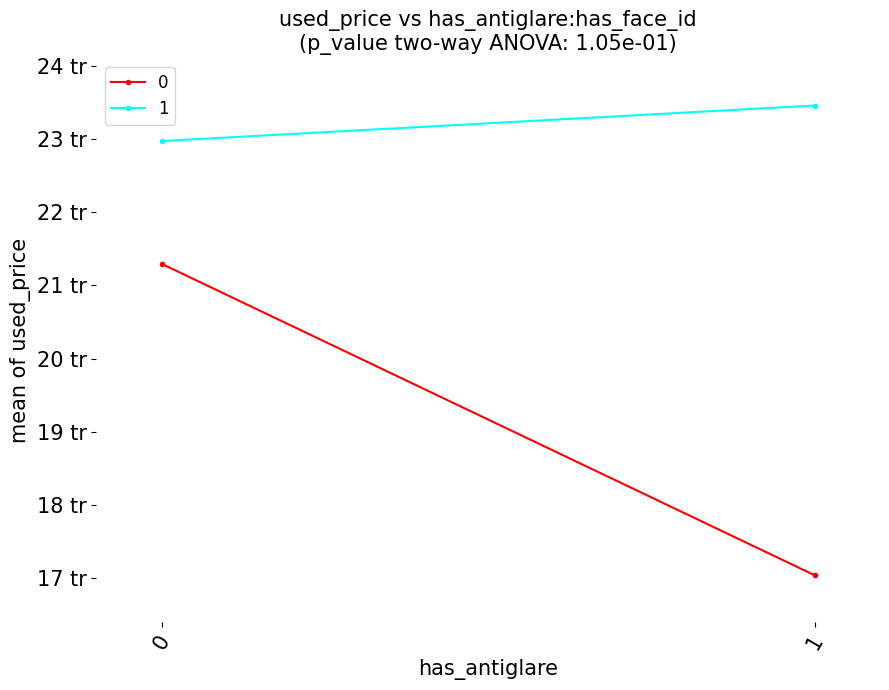 used_price vs has_antiglare:has_face_id
(p_value two-way ANOVA: 1.05e-01)
24 tr
0
1
23 tr
22 tr
21 tr
20 tr
19 tr
18 tr
17 tr
mean of used_price
0
1
has_antiglare